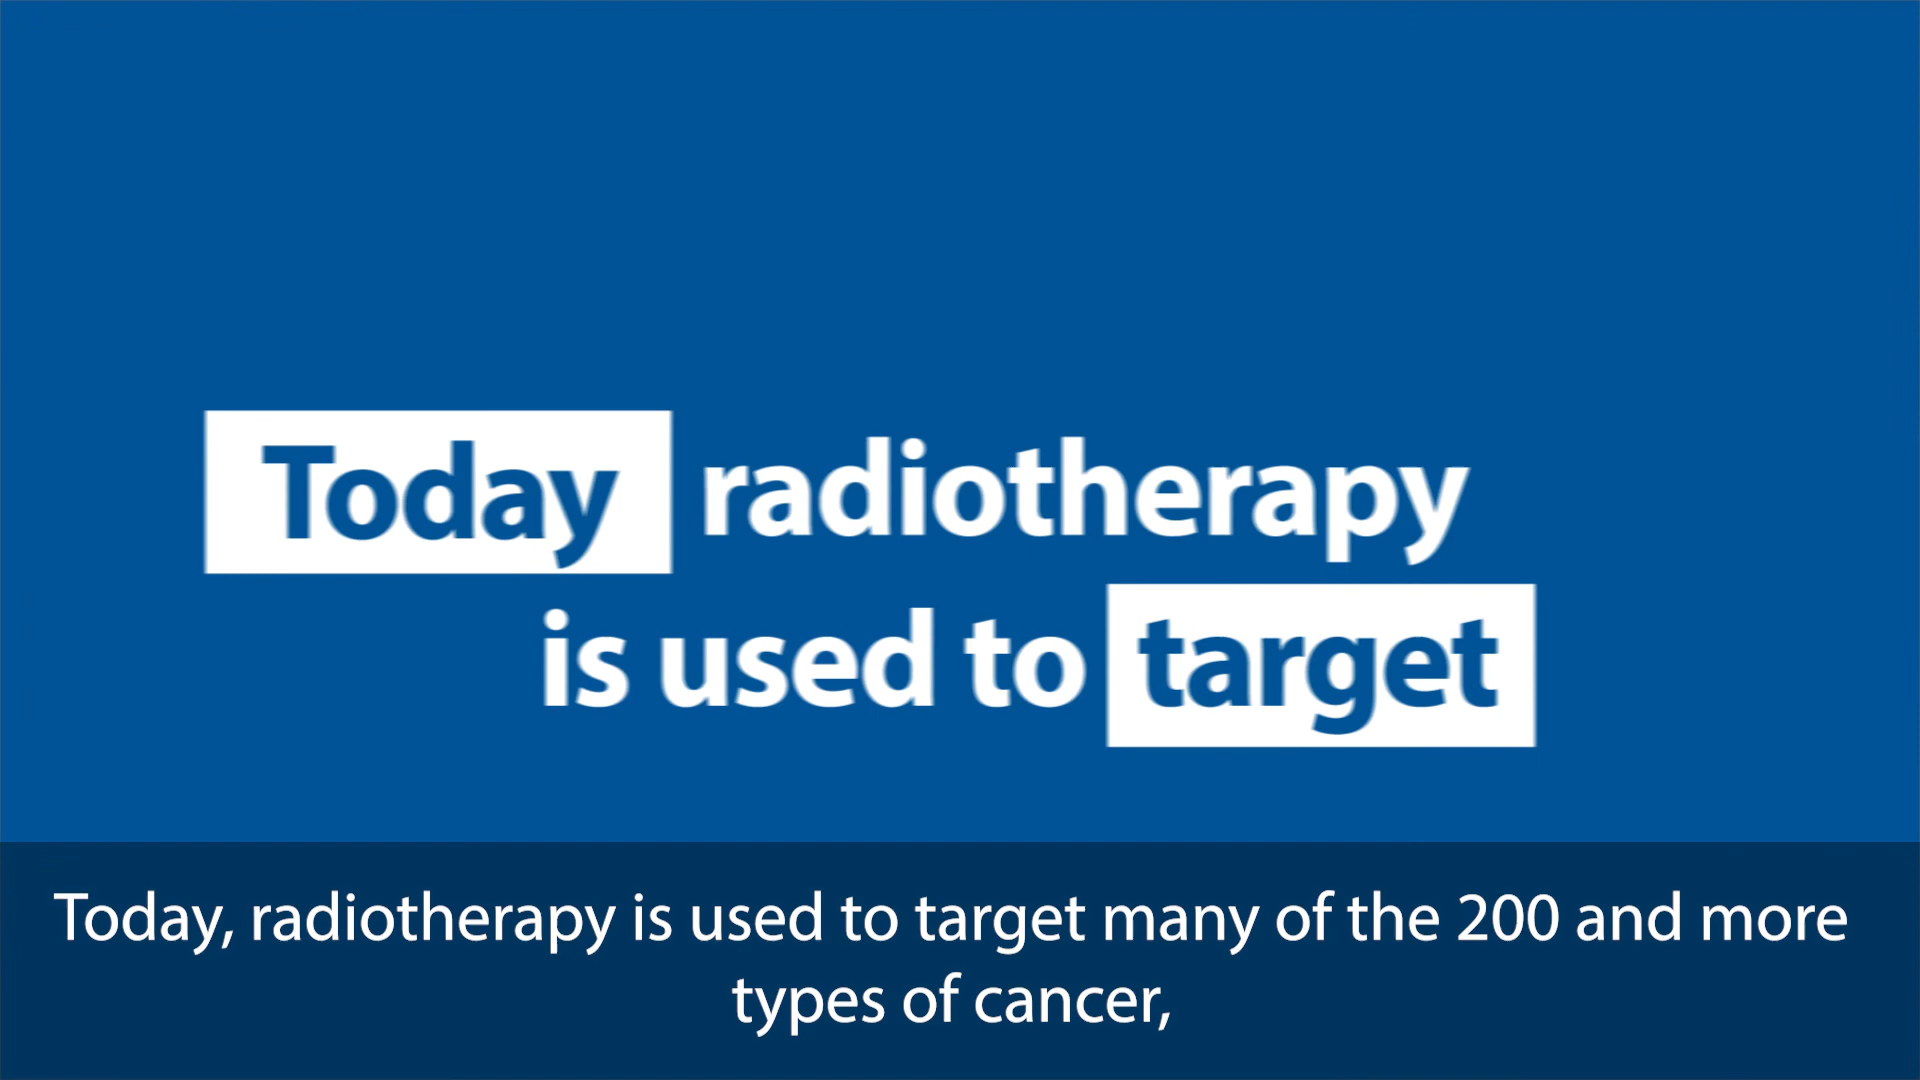 Today radiotherapy
is used to target
Today, radiotherapy is used to target many of the 200 and more
types of cancer,